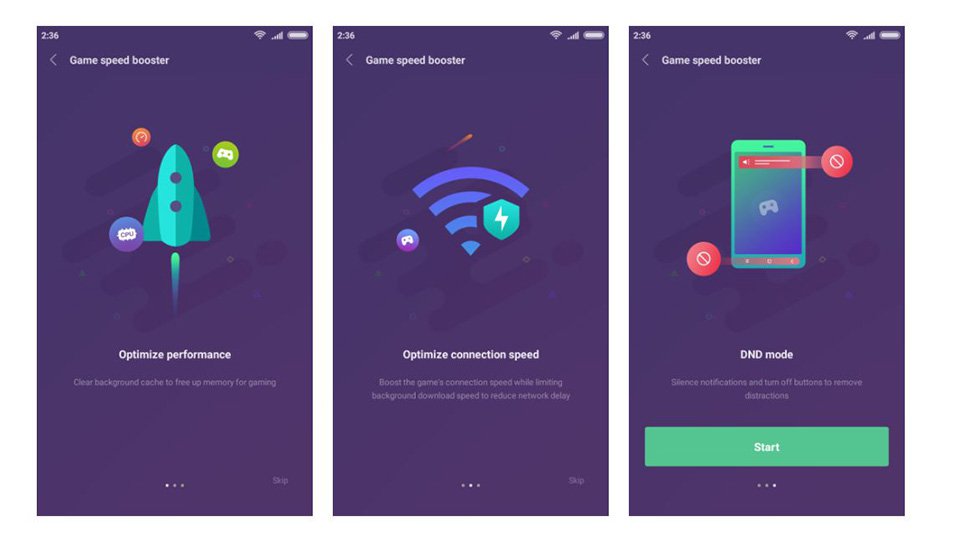 2:36
Game speed booster
CPU
Optimize performance
Clear background cache to free up memory for gaming
Skip
2:36
Game speed booster
Optimize connection speed
Boost the game's connection speed while limiting
background download speed to reduce network delay
Skip
2:36
Game speed booster
DND mode
Silence notifications and turn off buttons to remove
distractions
Start